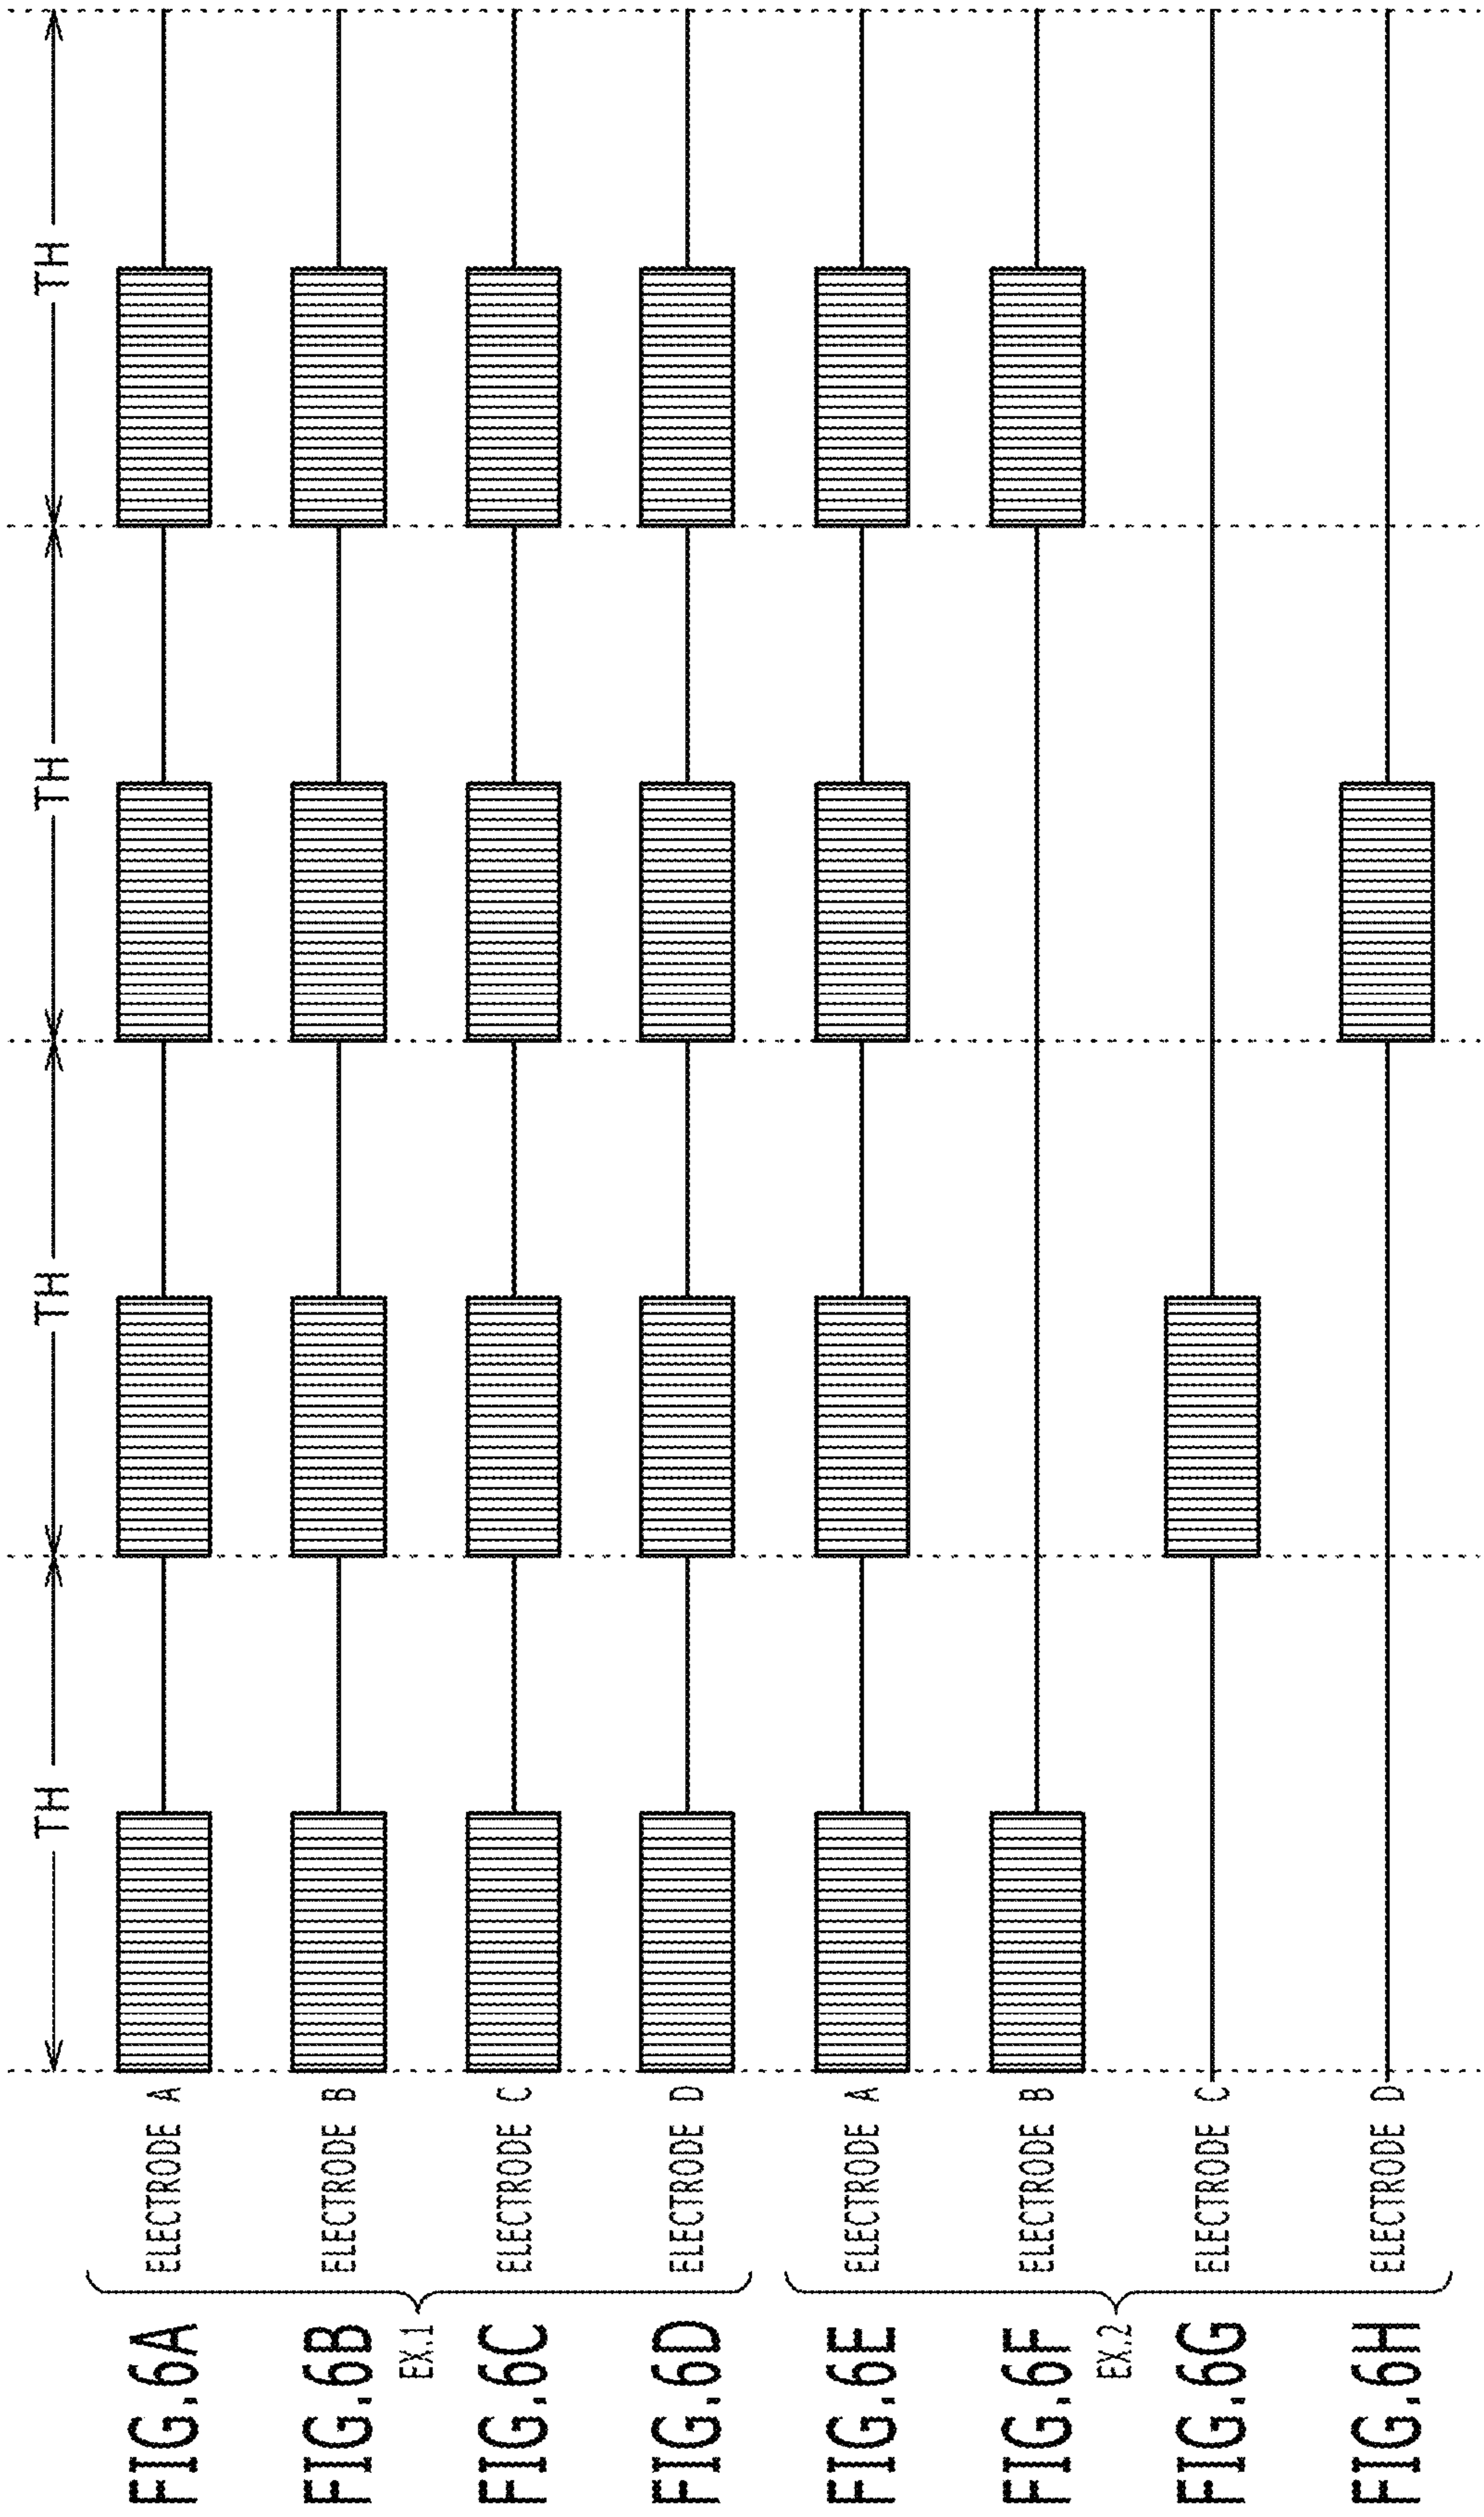 TH TH TH TH
FIG.6A ELECTRODE A
FIG.6B ELECTRODE B
EX.1
FIG.6C ELECTRODE C
FIG.6D ELECTRODE D
FIG.6E ELECTRODE A
FIG.6F ELECTRODE B
EX.2
FIG.6G ELECTRODE C
FIG.6H ELECTRODE D